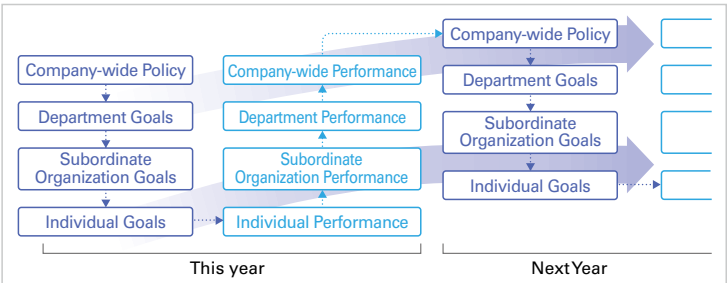 Company-wide Policy
Department Goals
Subordinate
Organization Goals
Individual Goals
Company-wide Performance
Department Performance
Subordinate
Organization Performance
Individual Performance
This year
Company-wide Policy
Department Goals
Subordinate
Organization Goals
Individual Goals
Next Year